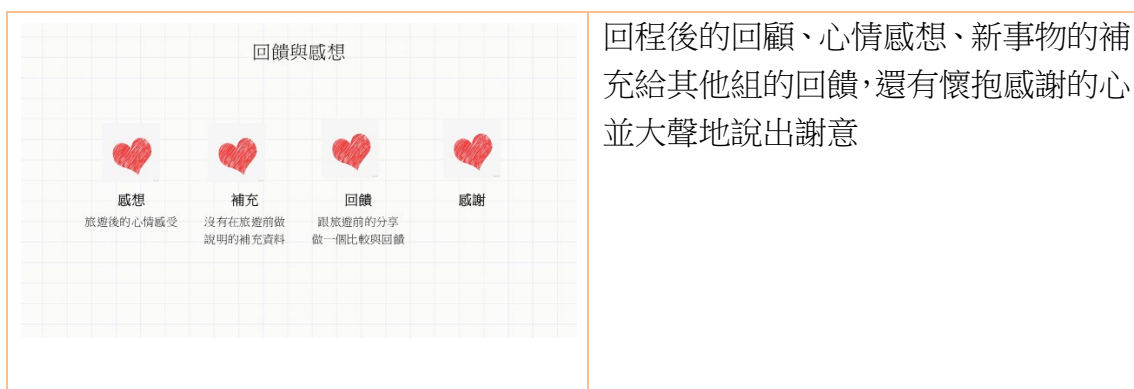 回饋與感想
感想
補充
回饋
感謝
旅遊後的心情感受
沒有在旅遊前做
說明的補充資料
跟旅遊前的分享
做一個比較與回饋
回程後的回顧、心情感想、新事物的補
充給其他組的回饋,還有懷抱感謝的心
並大聲地說出謝意